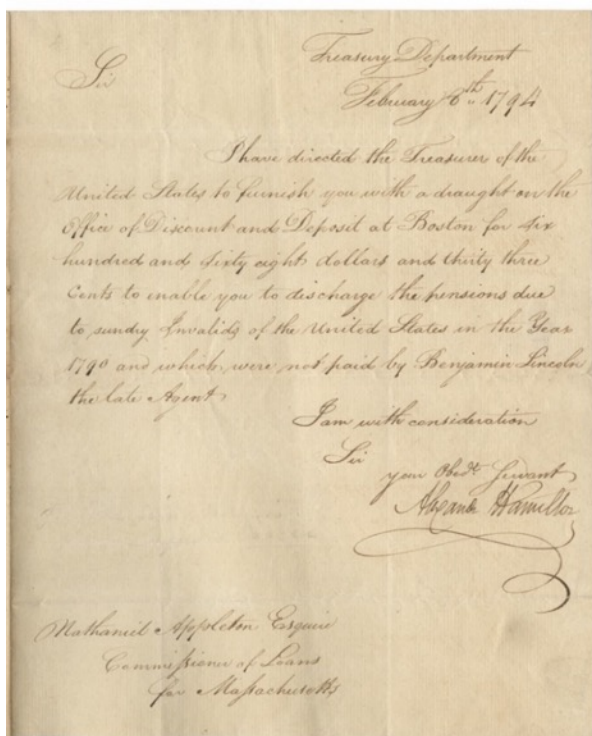 Treasury Department
Sir
February 6th 1794
I have directed the Treasurer of the
United States to furnish you with a draught on the
Office of Discount and Deposit at Boston for six
hundred and sixty eight dollars and thirty three
Cents to enable you to discharge the pensions due
to sundry Invalids of the United States in the Year
1790 and which were not paid by Benjamin Lincoln
the late Agent
I am with consideration
Sir
your Obedt Servant
Alexand Hamilton
Nathaniel Appleton Esquire
Commissioner of Loans
for Massachusetts